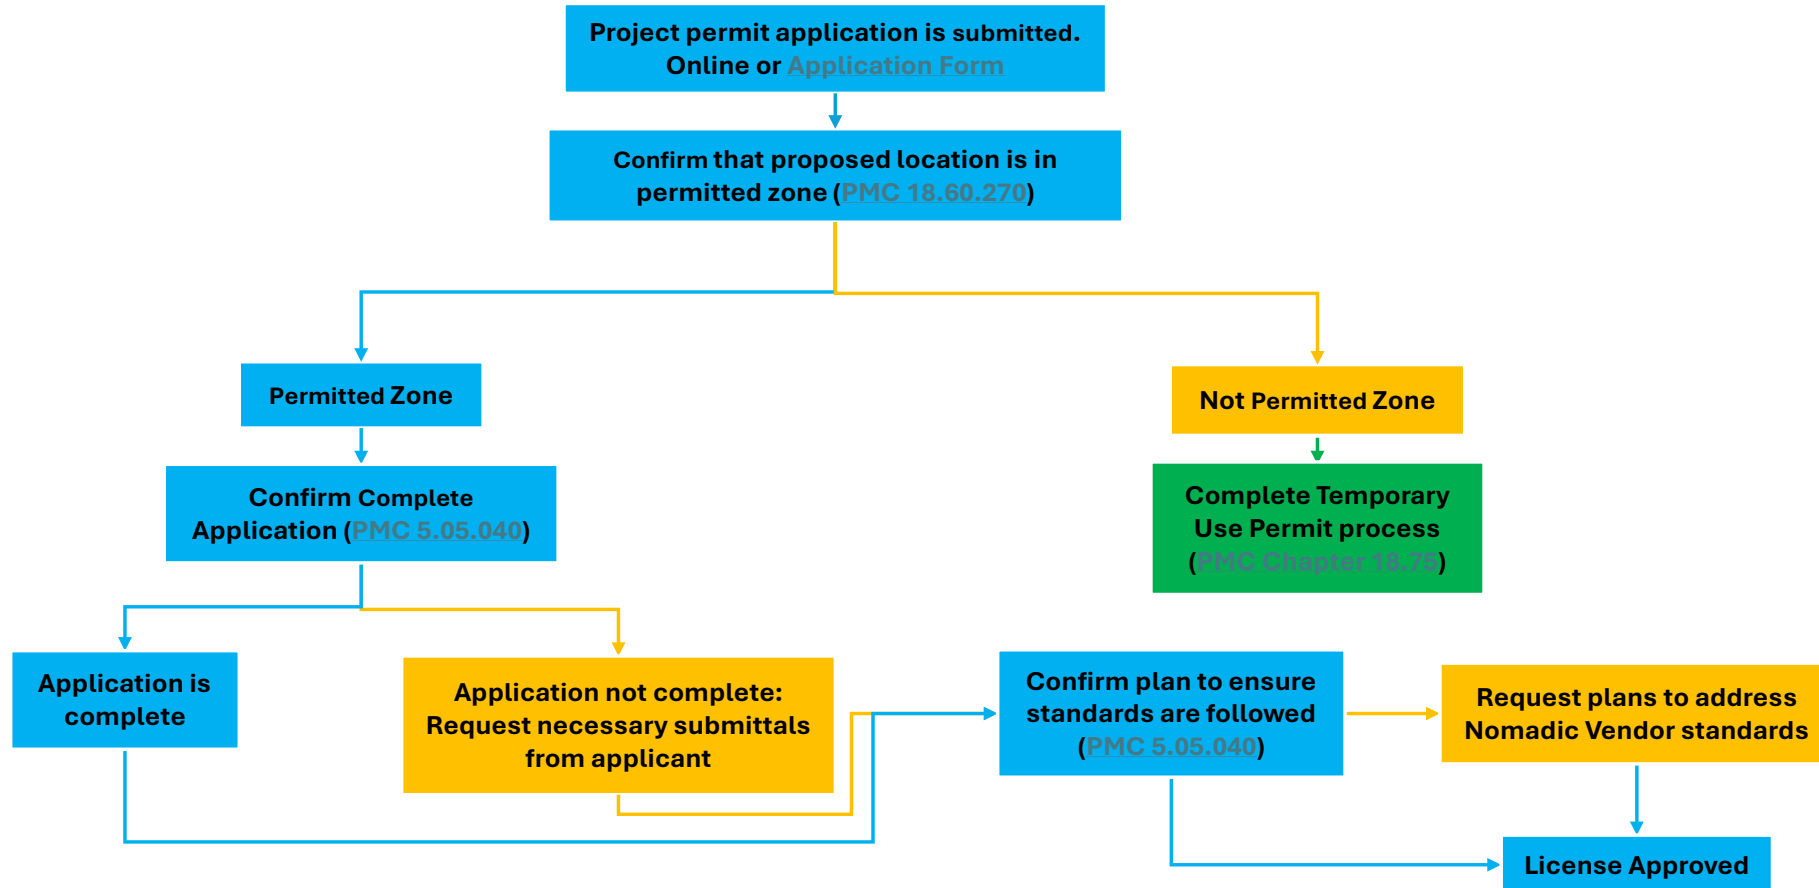 Project permit application is submitted.
Online or Application Form
Confirm that proposed location is in
permitted zone (PMC 18.60.270)
Permitted Zone
Not Permitted Zone
Confirm Complete
Application (PMC 5.05.040)
Complete Temporary
Use Permit process
(PMC Chapter 18.75)
Application is
complete
Application not complete:
Request necessary submittals
from applicant
Confirm plan to ensure
standards are followed
(PMC 5.05.040)
Request plans to address
Nomadic Vendor standards
License Approved